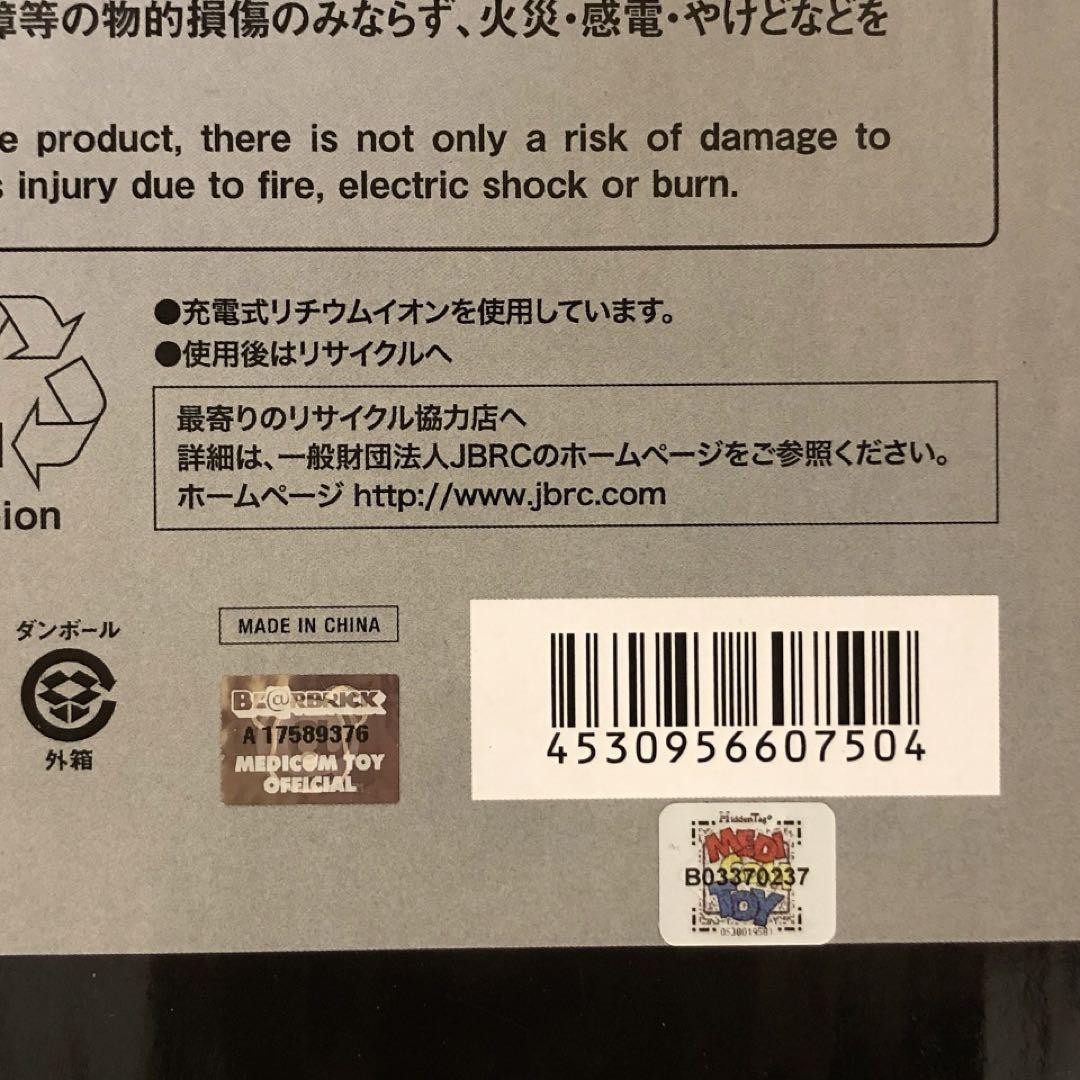 障等の物的損傷のみならず、火災・感電・やけどなどを
e product, there is not only a risk of damage to
s injury due to fire, electric shock or burn.
●充電式リチウムイオンを使用しています。
●使用後はリサイクルへ
最寄りのリサイクル協力店へ
詳細は、一般財団法人JBRCのホームページをご参照ください。
ホームページ http://www.jbrc.com
ion
ダンボール
外箱
MADE IN CHINA
BE@RBRICK
A 17589376
MEDICOM TOY
OFFICIAL
4530956607504
HiddenTag®
MEDI
COM
B03370237
TOY